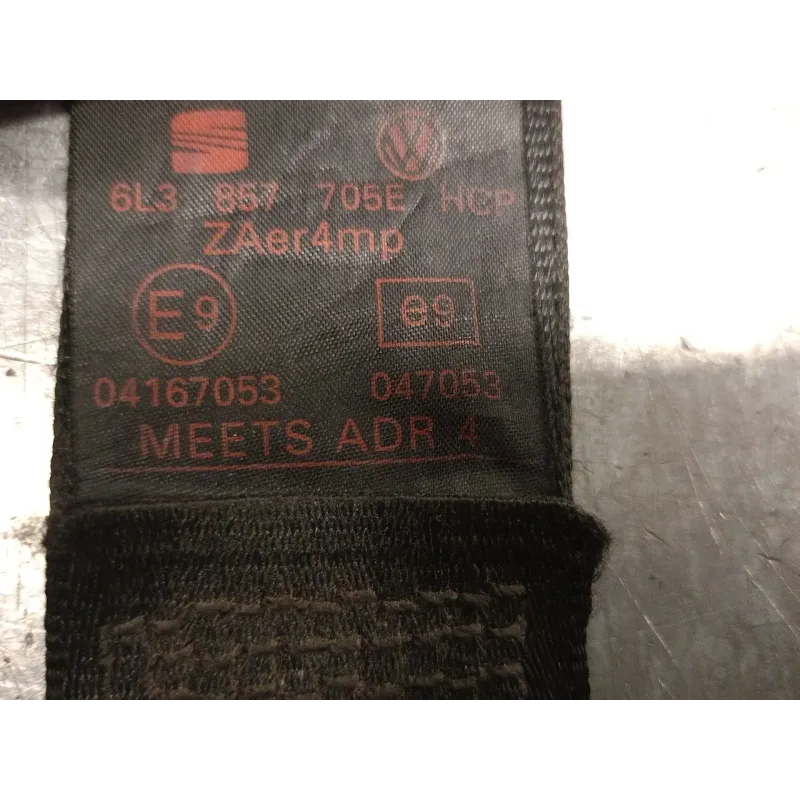 6L3 857 705E HCP
ZAer4mp
E9 e9
04167053 047053
MEETS ADR 4